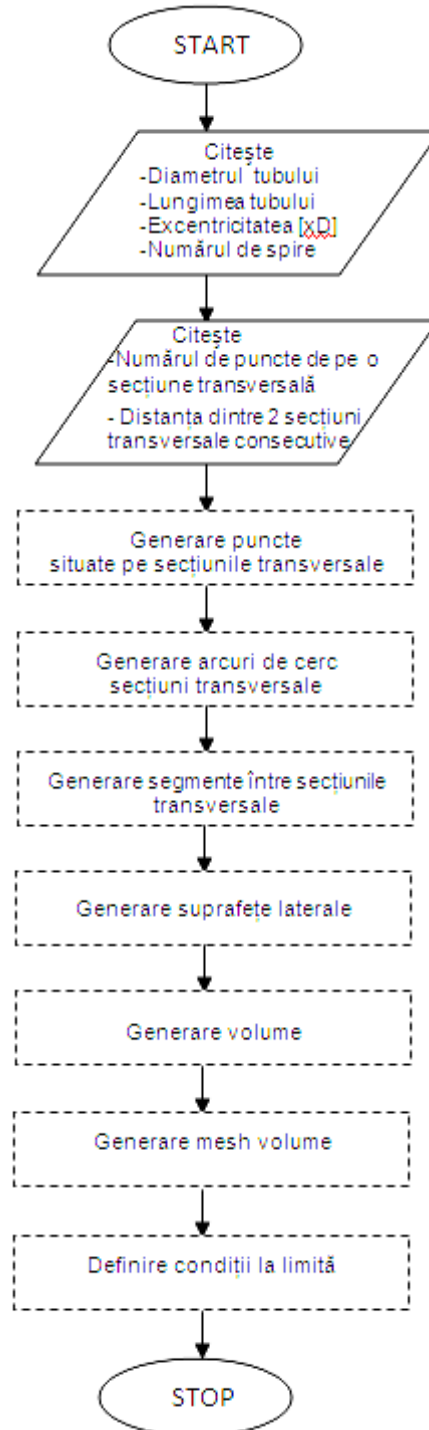 START
Citește
-Diametrul tubului
-Lungimea tubului
-Excentricitatea [xD]
-Numărul de spire
Citește
-Numărul de puncte de pe o
secțiune transversală
- Distanța dintre 2 secțiuni
transversale consecutive
Generare puncte
situate pe secțiunile transversale
Generare arcuri de cerc
secțiuni transversale
Generare segmente între secțiunile
transversale
Generare suprafețe laterale
Generare volume
Generare mesh volume
Definire condiții la limită
STOP